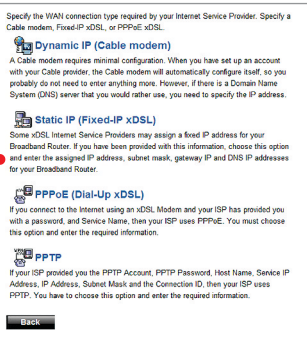 Specify the WAN connection type required by your Internet Service Provider. Specify a
Cable modem, Fixed-IP xDSL, or PPPoE xDSL.
Dynamic IP (Cable modem)
A Cable modem requires minimal configuration. When you have set up an account
with your Cable provider, the Cable modem will automatically configure itself, so you
probably do not need to enter anything more. However, if there is a Domain Name
System (DNS) server that you would rather use, you need to specify the IP address.
Static IP (Fixed-IP xDSL)
Some xDSL Internet Service Providers may assign a fixed IP address for your
Broadband Router. If you have been provided with this information, choose this option
and enter the assigned IP address, subnet mask, gateway IP and DNS IP addresses
for your Broadband Router.
PPPoE (Dial-Up xDSL)
If you connect to the Internet using an xDSL Modem and your ISP has provided you
with a password, and Service Name, then your ISP uses PPPoE. You must choose
this option and enter the required information.
PPTP
If your ISP provided you the PPTP Account, PPTP Password, Host Name, Service IP
Address, IP Address, Subnet Mask and the Connection ID, then your ISP uses
PPTP. You have to choose this option and enter the required information.
Back